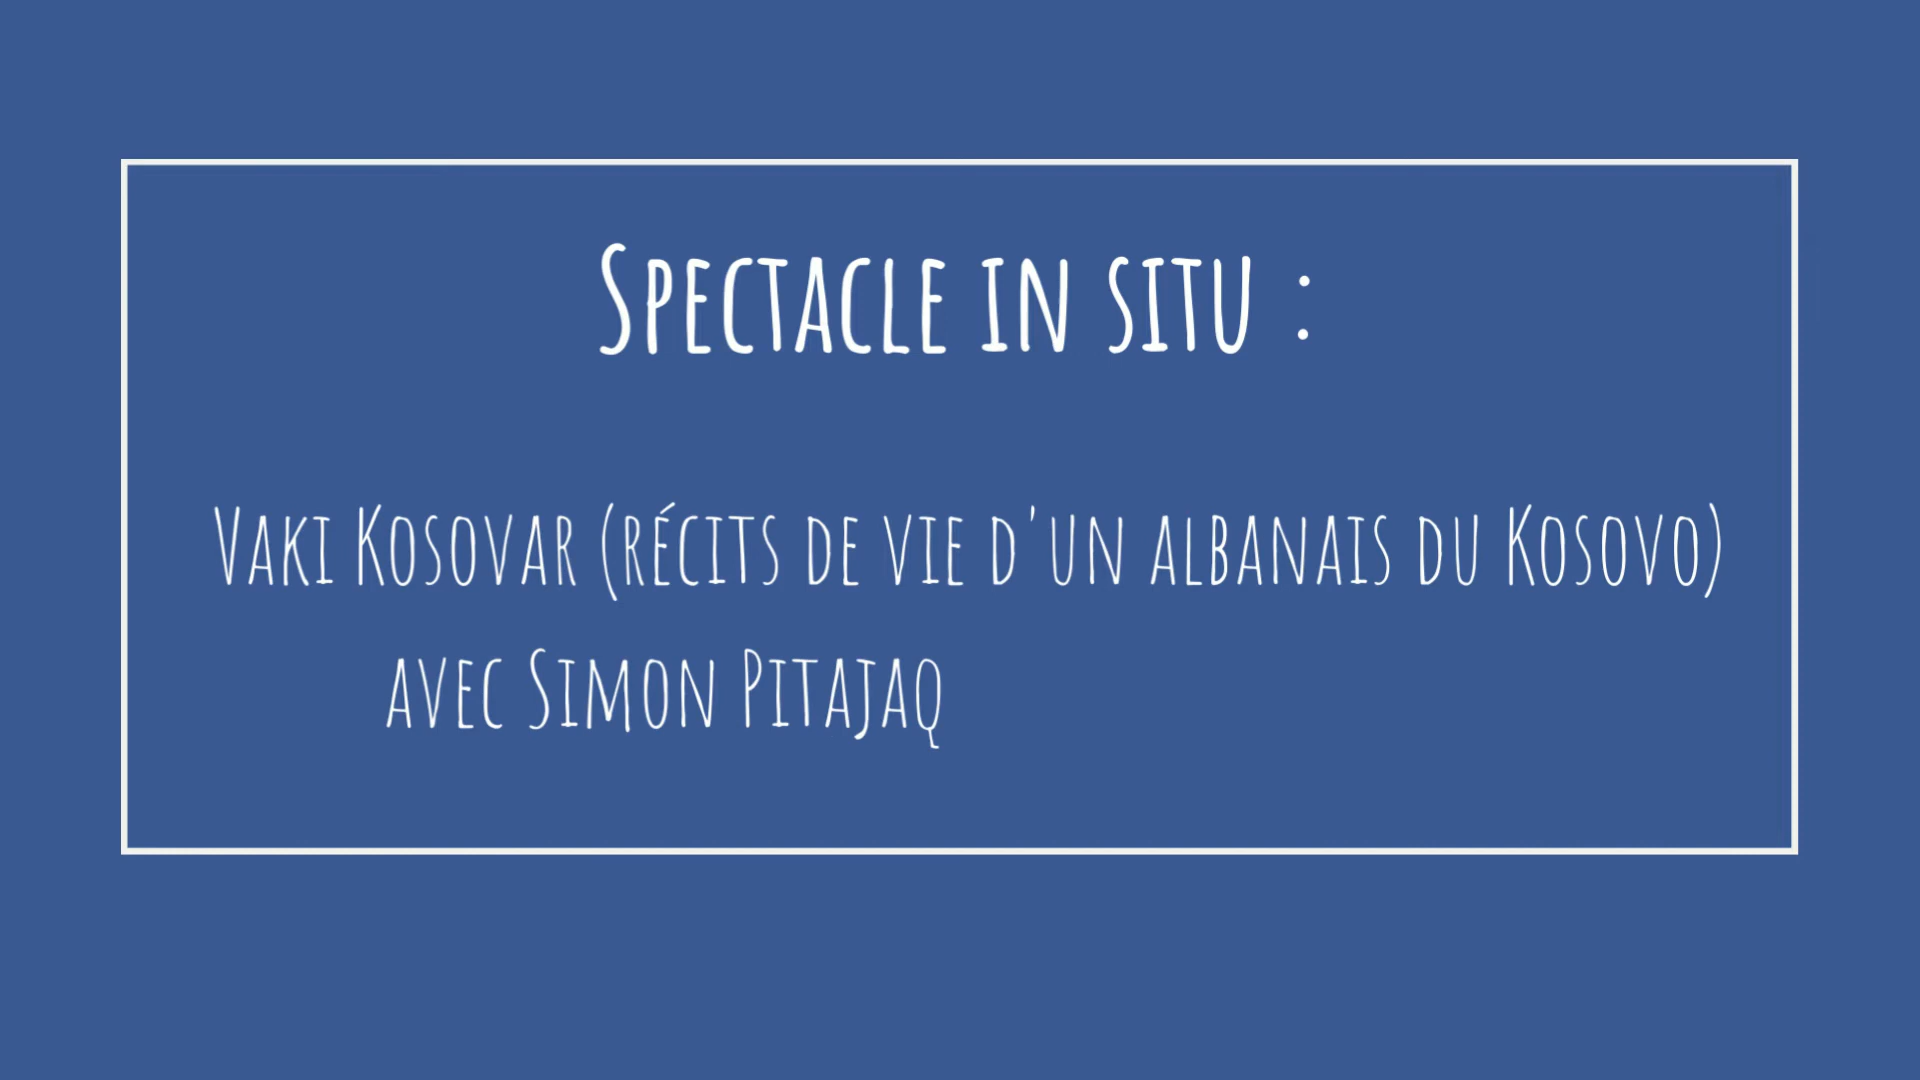 Spectacle in situ :
Vaki Kosovar (récits de vie d'un albanais du Kosovo)
avec Simon Pitajaq